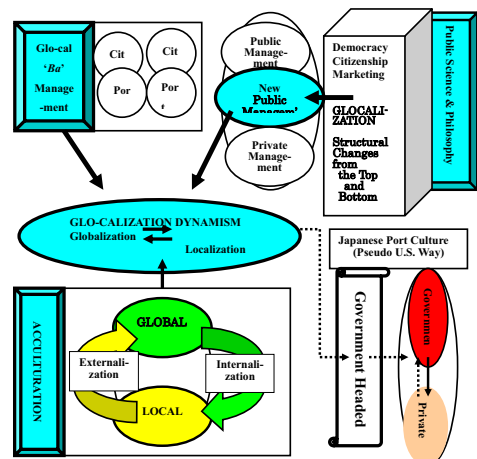 Glo-cal
'Ba'
Manage
-ment
Cit
Cit
Por
Por
t
Public
Manage-
ment
New
Public
Managem'
Private
Manage-
ment
Democracy
Citizenship
Marketing
GLOCALI-
ZATION
Structural
Changes
from
the Top
and
Bottom
Public Science & Philosophy
GLO-CALIZATION DYNAMISM
Globalization
Localization
Japanese Port Culture
(Pseudo U.S. Way)
Government Headed
Governmen
Private
ACCULTURATION
GLOBAL
Externali-
zation
Internali-
zation
LOCAL